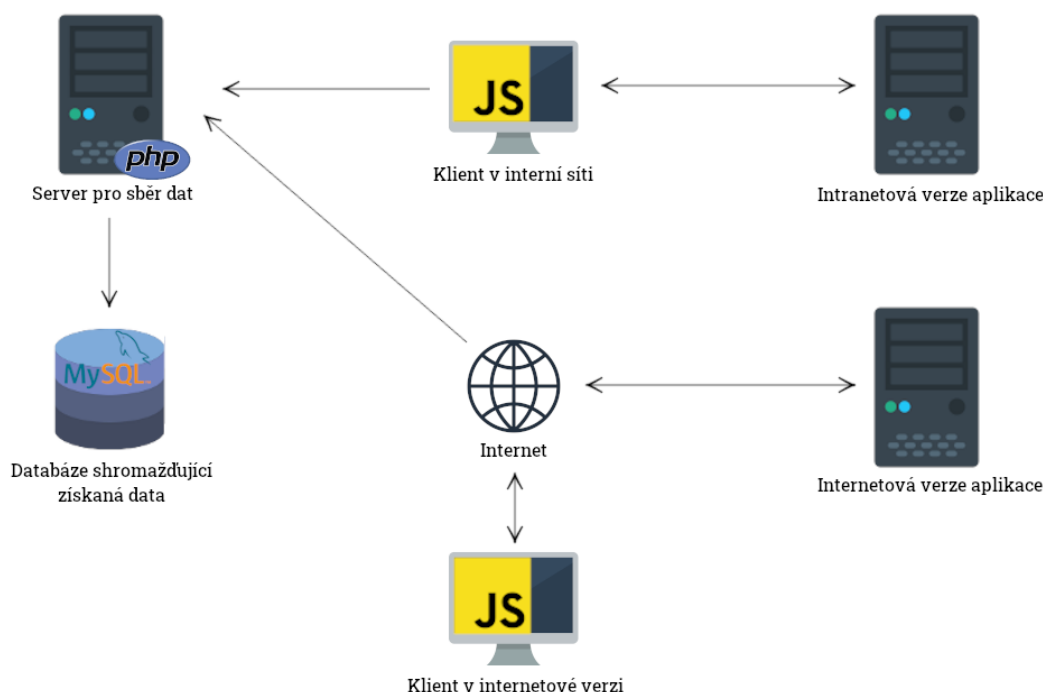 JS
php
Server pro sběr dat
Klient v interní síti
Intranetová verze aplikace
MySQL
Databáze shromažďující
získaná data
Internet
Internetová verze aplikace
JS
Klient v internetové verzi